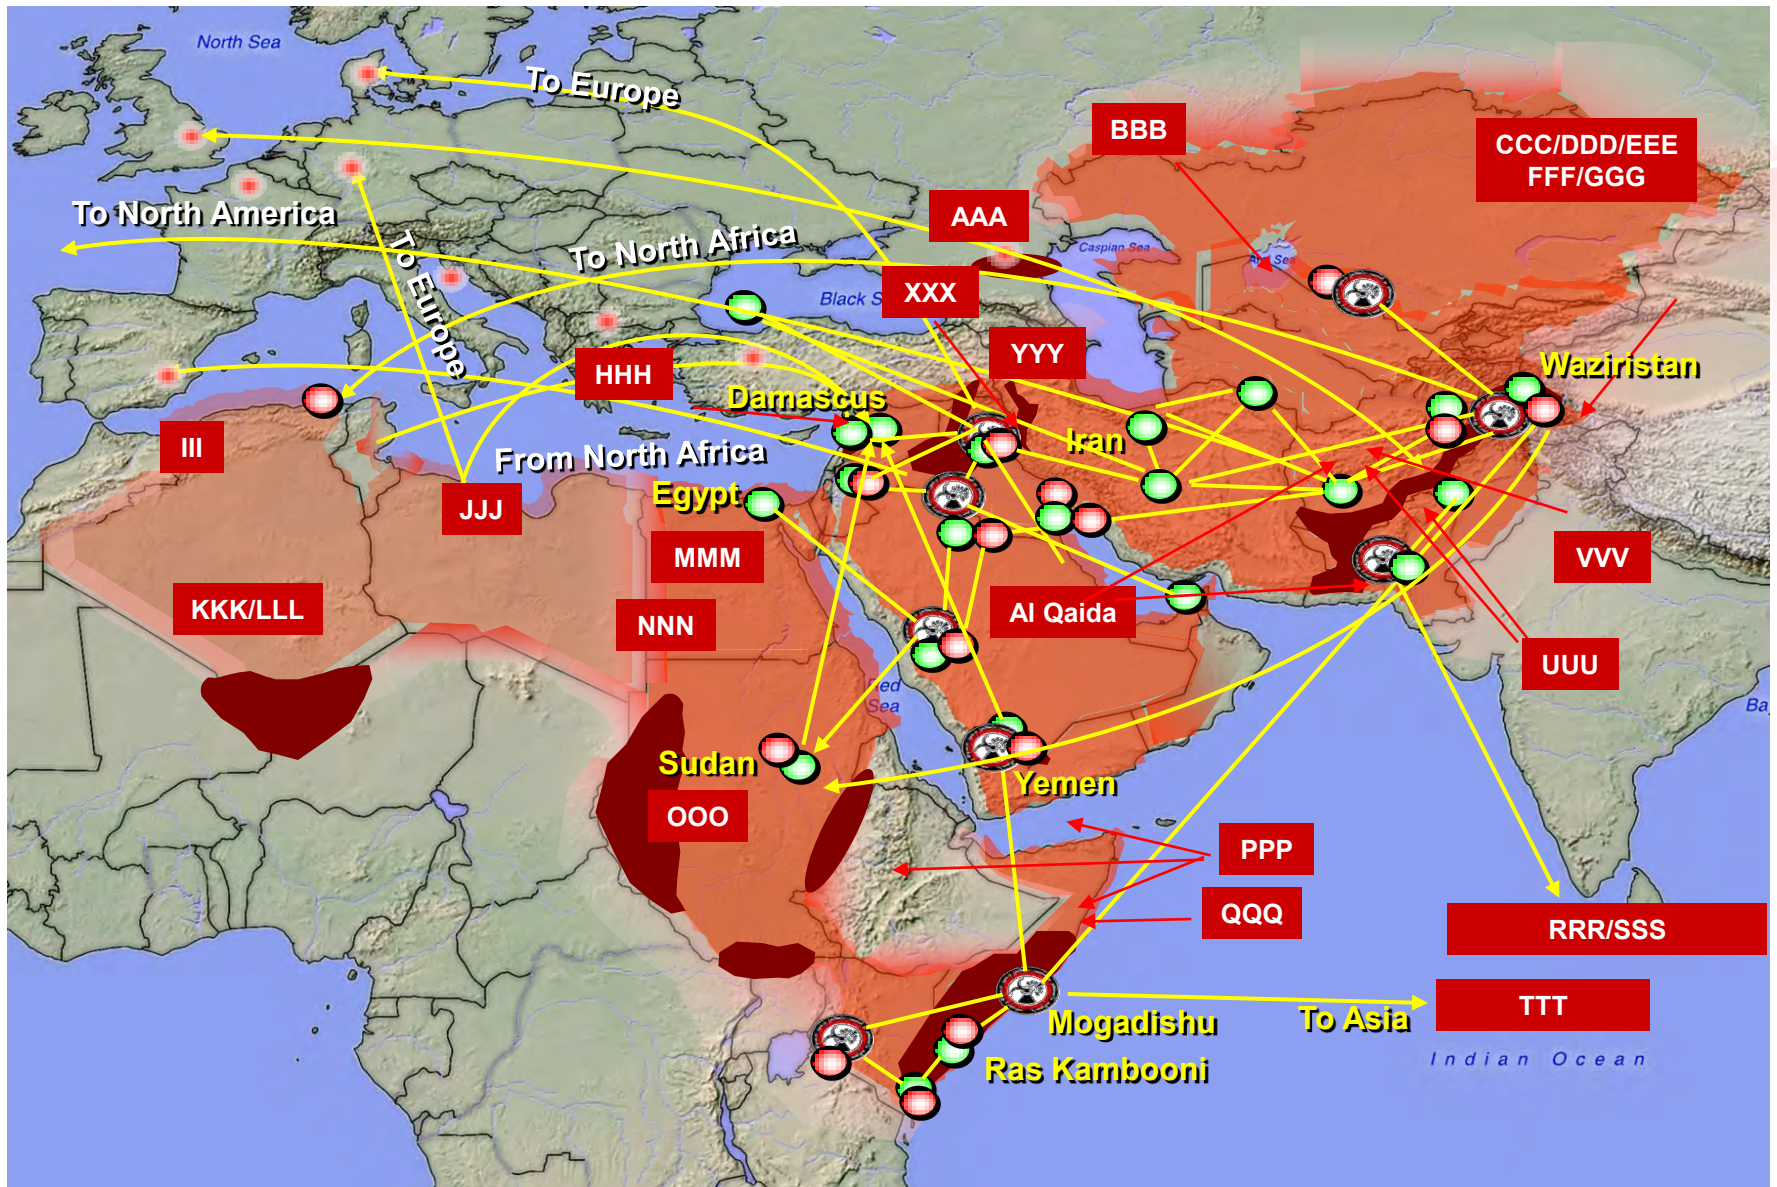 North Sea
To Europe
BBB
CCC/DDD/EEE
FFF/GGG
To North America
AAA
To North Africa
Caspian Sea
To Europe
XXX
Black S
YYY
Waziristan
HHH
Damascus
III
From North Africa
Iran
Egypt
JJJ
MMM
VVV
KKK/LLL
NNN
Al Qaida
UUU
Red
Sea
Ba
Sudan
Yemen
OOO
PPP
QQQ
RRR/SSS
TTT
Mogadishu
To Asia
Ras Kambooni
Indian Ocean